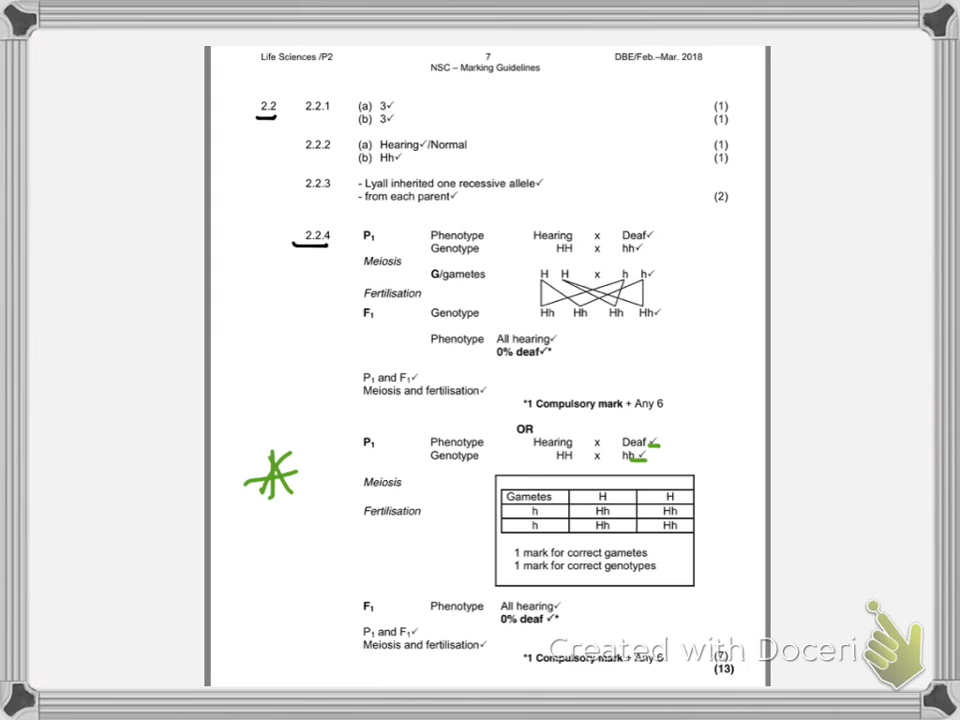 Life Sciences /P2 7 DBE/Feb.–Mar. 2018
NSC – Marking Guidelines
2.2 2.2.1 (a) 3✓ (1)
(b) 3✓ (1)
2.2.2 (a) Hearing✓/Normal (1)
(b) Hh✓ (1)
2.2.3 - Lyall inherited one recessive allele✓
- from each parent✓ (2)
2.2.4 P₁ Phenotype Hearing x Deaf✓
Genotype HH x hh✓
Meiosis
G/gametes H H x h h✓
Fertilisation
F₁ Genotype Hh Hh Hh Hh✓
Phenotype All hearing✓
0% deaf✓*
P₁ and F₁✓
Meiosis and fertilisation✓
*1 Compulsory mark + Any 6
OR
P₁ Phenotype Hearing x Deaf✓
Genotype HH x hh✓
Meiosis
Gametes H H
Fertilisation h Hh Hh
h Hh Hh
1 mark for correct gametes
1 mark for correct genotypes
F₁ Phenotype All hearing✓
0% deaf ✓*
P₁ and F₁✓
Meiosis and fertilisation✓
*1 Compulsory mark + Any 6 (7)
(13)
Created with Doceri